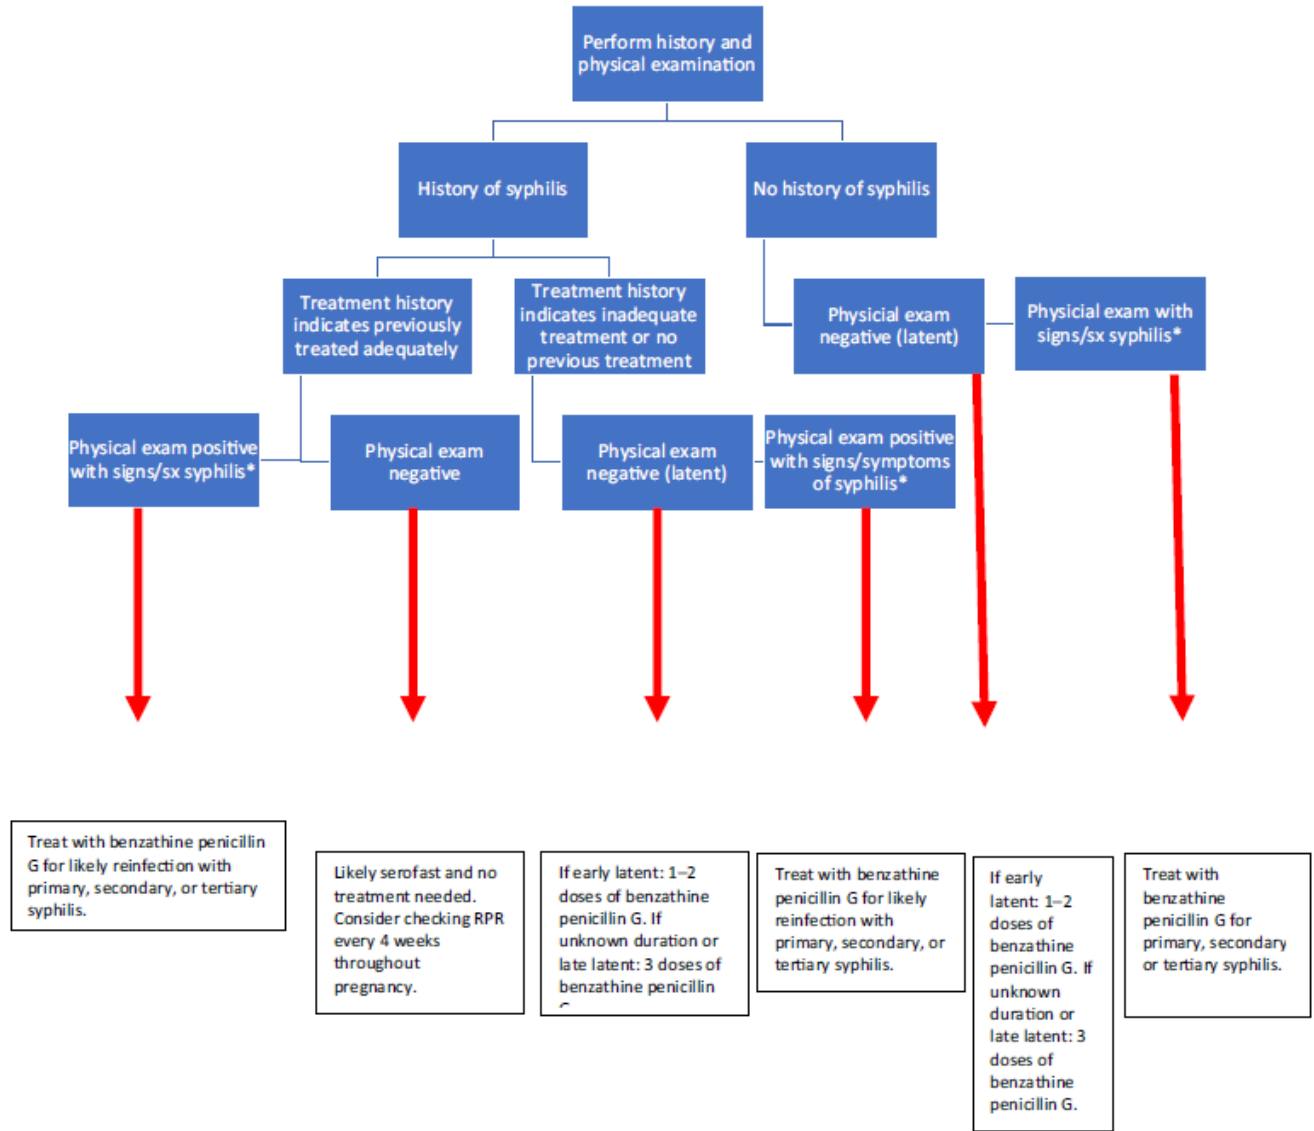 Perform history and
physical examination
History of syphilis
No history of syphilis
Treatment history
indicates previously
treated adequately
Treatment history
indicates inadequate
treatment or no
previous treatment
Physicial exam
negative (latent)
Physicial exam with
signs/sx syphilis*
Physical exam positive
with signs/sx syphilis*
Physical exam
negative
Physical exam
negative (latent)
Physical exam positive
with signs/symptoms
of syphilis*
Treat with benzathine penicillin
G for likely reinfection with
primary, secondary, or tertiary
syphilis.
Likely serofast and no
treatment needed.
Consider checking RPR
every 4 weeks
throughout
pregnancy.
If early latent: 1–2
doses of benzathine
penicillin G. If
unknown duration or
late latent: 3 doses of
benzathine penicillin
Treat with benzathine
penicillin G for likely
reinfection with
primary, secondary, or
tertiary syphilis.
If early
latent: 1–2
doses of
benzathine
penicillin G. If
unknown
duration or
late latent: 3
doses of
benzathine
penicillin G.
Treat with
benzathine
penicillin G for
primary, secondary
or tertiary syphilis.